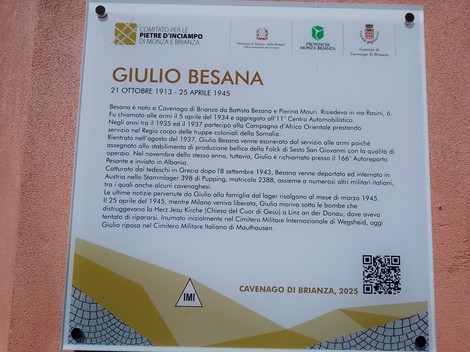 COMITATO PER LE
PIETRE D'INCIAMPO
DI MONZA E BRIANZA
PROVINCIA
MONZA BRIANZA
Comune di
Cavenago di Brianza
GIULIO BESANA
21 OTTOBRE 1913 - 25 APRILE 1945
Besana è nato a Cavenago di Brianza da Battista Besana e Pierina Mauri. Risiedeva in via Rasini, 6.
Fu chiamato alle armi il 5 aprile del 1934 e aggregato all'11° Centro Automobilistico.
Negli anni tra il 1935 ed il 1937 partecipò alla Campagna d'Africa Orientale prestando
servizio nel Regio corpo delle truppe coloniali della Somalia.
Rientrato nell'agosto del 1937, Giulio Besana venne esonerato dal servizio alle armi poiché
assegnato allo stabilimento di produzione bellica della Falck di Sesto San Giovanni con la qualità di
operaio. Nel novembre dello stesso anno, tuttavia, Giulio è richiamato presso il 166° Autoreparto
Pesante e inviato in Albania.
Catturato dai tedeschi in Grecia dopo l'8 settembre 1943, Besana venne deportato ed internato in
Austria nello Stammlager 398 di Pupping, matricola 2388, assieme a numerosi altri militari italiani,
tra i quali anche alcuni cavenaghesi.
Le ultime notizie pervenute da Giulio alla famiglia dal lager risalgono al mese di marzo 1945.
Il 25 aprile del 1945, mentre Milano veniva liberata, Giulio moriva sotto le bombe che
distruggevano la Herz Jesu Kirche (Chiesa del Cuor di Gesù) a Linz an der Donau, dove aveva
tentato di ripararsi. Inumato inizialmente nel Cimitero Militare Internazionale di Wegsheid, oggi
Giulio riposa nel Cimitero Militare Italiano di Mauthausen.
IMI
CAVENAGO DI BRIANZA, 2025